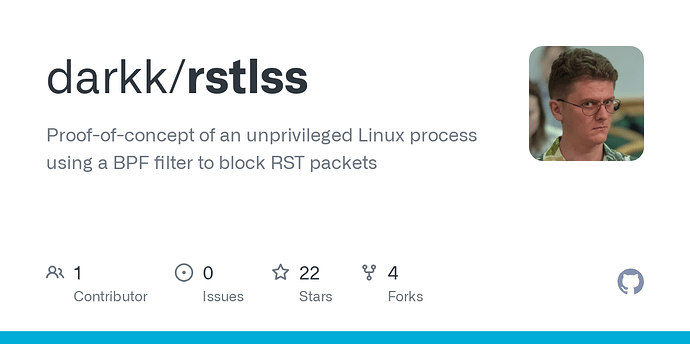 darkk/rstlss
Proof-of-concept of an unprivileged Linux process
using a BPF filter to block RST packets
1
Contributor
0
Issues
22
Stars
4
Forks